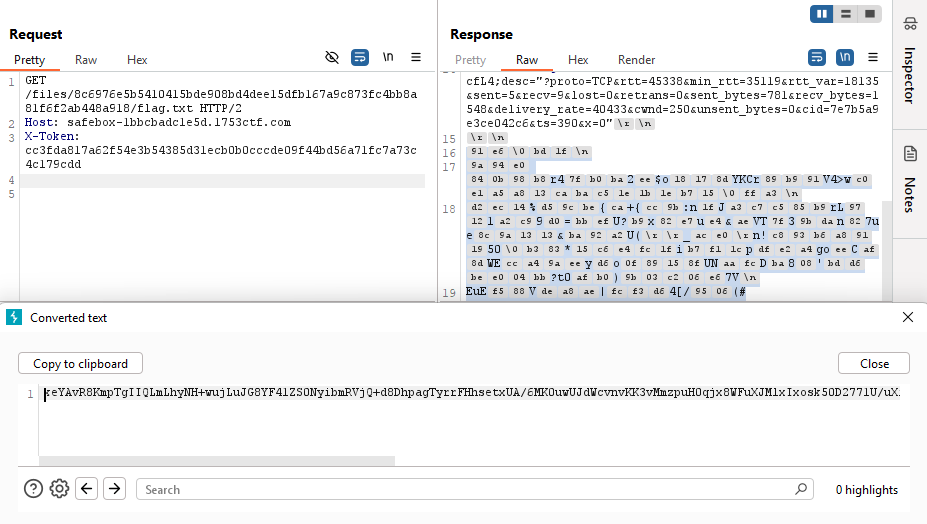 Request
Pretty Raw Hex \n
1 GET
/files/8c6976e5b5410415bde908bd4dee15dfb167a9c873fc4bb8a
81f6f2ab448a918/flag.txt HTTP/2
2 Host: safebox-1bbcbadc1e5d.1753ctf.com
3 X-Token:
cc3fda817a62f54e3b54385d31ecb0b0cccde09f44bd56a71fc7a73c
4c179cdd
4
5
Response
Pretty Raw Hex Render \n
cfL4;desc="?proto=TCP&rtt=45338&min_rtt=35119&rtt_var=18135
&sent=5&recv=9&lost=0&retrans=0&sent_bytes=781&recv_bytes=1
548&delivery_rate=40433&cwnd=250&unsent_bytes=0&cid=7e7b5a9
e3ce042c6&ts=390&x=0" \r \n
15 \r \n
16 91 e6 \0 bd 1f \n
17 9a 94 e0
84 0b 98 b8 r4 7f b0 ba 2 ee $o 18 17 8d YKCr 89 b9 91 V4>w c0
e1 a5 a8 13 ca ba c5 1e 1b 1e b7 15 \0 ff a3 \n
18 d2 ec 14 % d5 9c be { ca +{ cc 9b :n 1f J a3 c7 c5 85 b9 rL 97
12 1 a2 c9 9 d0 = bb ef U? b9 x 82 e7 u e4 & ae VT 7f 3 9b da n 82 7u
e 8c 9a 13 13 & ba 92 a2 U( \r \r _ ac e0 \r n! c8 93 b6 a8 91
19 50 \0 b3 83 * 15 c6 e4 fc 1f i b7 f1 1c p df e2 a4 go ee C af
8d WE cc a4 9a ee y d6 o 0f 89 15 8f UN aa fc D ba 8 08 ' bd d6
be e0 04 bb ?t0 af b0 ) 9b 03 c2 06 e6 7V \n
19 EuE f5 88 V de a8 ae | fc f3 d6 4[/ 95 06 (#
Inspector
Notes
Converted text
Copy to clipboard Close
1
Search
0 highlights